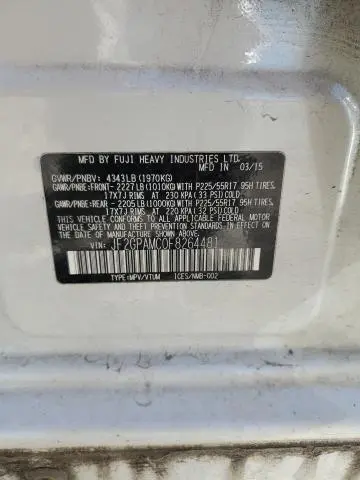 MFD BY FUJI HEAVY INDUSTRIES LTD.
MADE IN 03/15
GVWR/PNBV: 4343LB (1970KG)
GAWR/PNBE:FRONT- 2227LB (1010KG) WITH P225/55R17 95H TIRES,
17X7J RIMS AT 230 KPA ( 33 PSI) COLD
GAWR/PNBE:REAR - 2205LB (1000KG) WITH P225/55R17 95H TIRES,
17X7J RIMS AT 220 KPA ( 32 PSI) COLD
THIS VEHICLE CONFORMS TO ALL APPLICABLE
FEDERAL MOTOR VEHICLE SAFETY STANDARDS
IN EFFECT ON THE DATE OF MANUFACTURE
SHOWN ABOVE.
VIN: JF2GPAMC0F8264481
TYPE:MPV/VTUM ICES/NMB-002